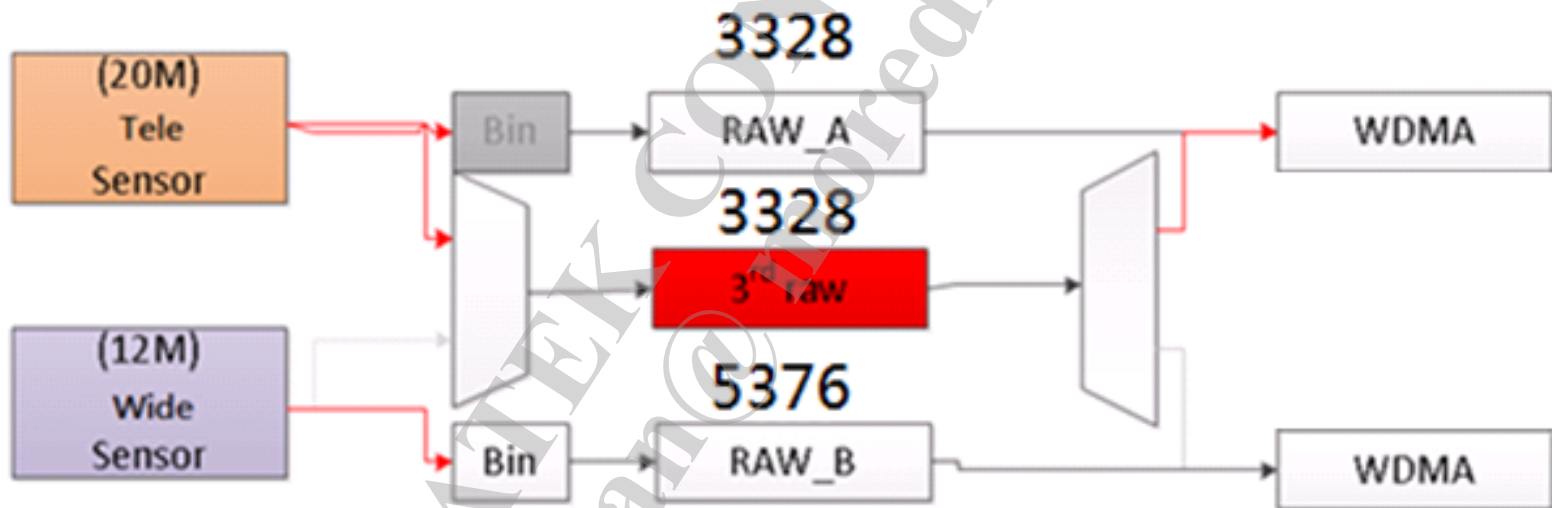 3328
(20M)
Tele
Sensor
Bin
RAW_A
WDMA
3328
3rd raw
(12M)
Wide
Sensor
5376
Bin
RAW_B
WDMA